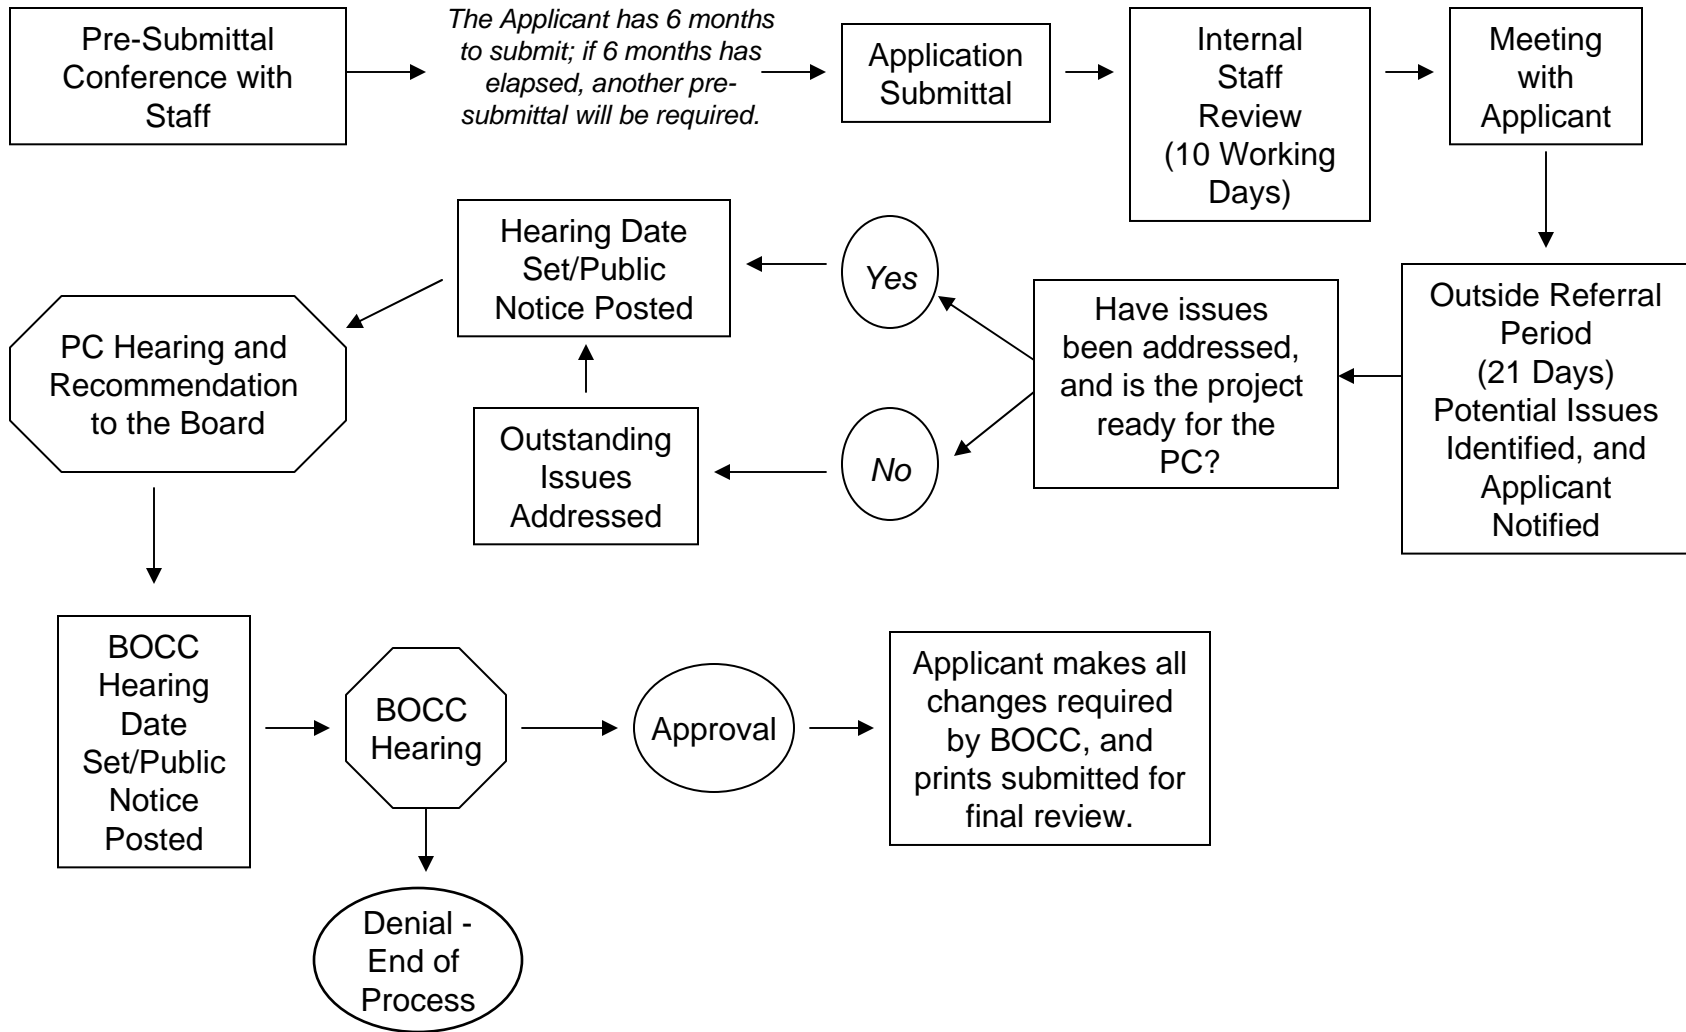 Pre-Submittal
Conference with
Staff
The Applicant has 6 months
to submit; if 6 months has
elapsed, another pre-
submittal will be required.
Application
Submittal
Internal
Staff
Review
(10 Working
Days)
Meeting
with
Applicant
Outside Referral
Period
(21 Days)
Potential Issues
Identified, and
Applicant
Notified
Have issues
been addressed,
and is the project
ready for the
PC?
Yes
No
Hearing Date
Set/Public
Notice Posted
Outstanding
Issues
Addressed
PC Hearing and
Recommendation
to the Board
BOCC
Hearing
Date
Set/Public
Notice
Posted
BOCC
Hearing
Approval
Applicant makes all
changes required
by BOCC, and
prints submitted for
final review.
Denial -
End of
Process